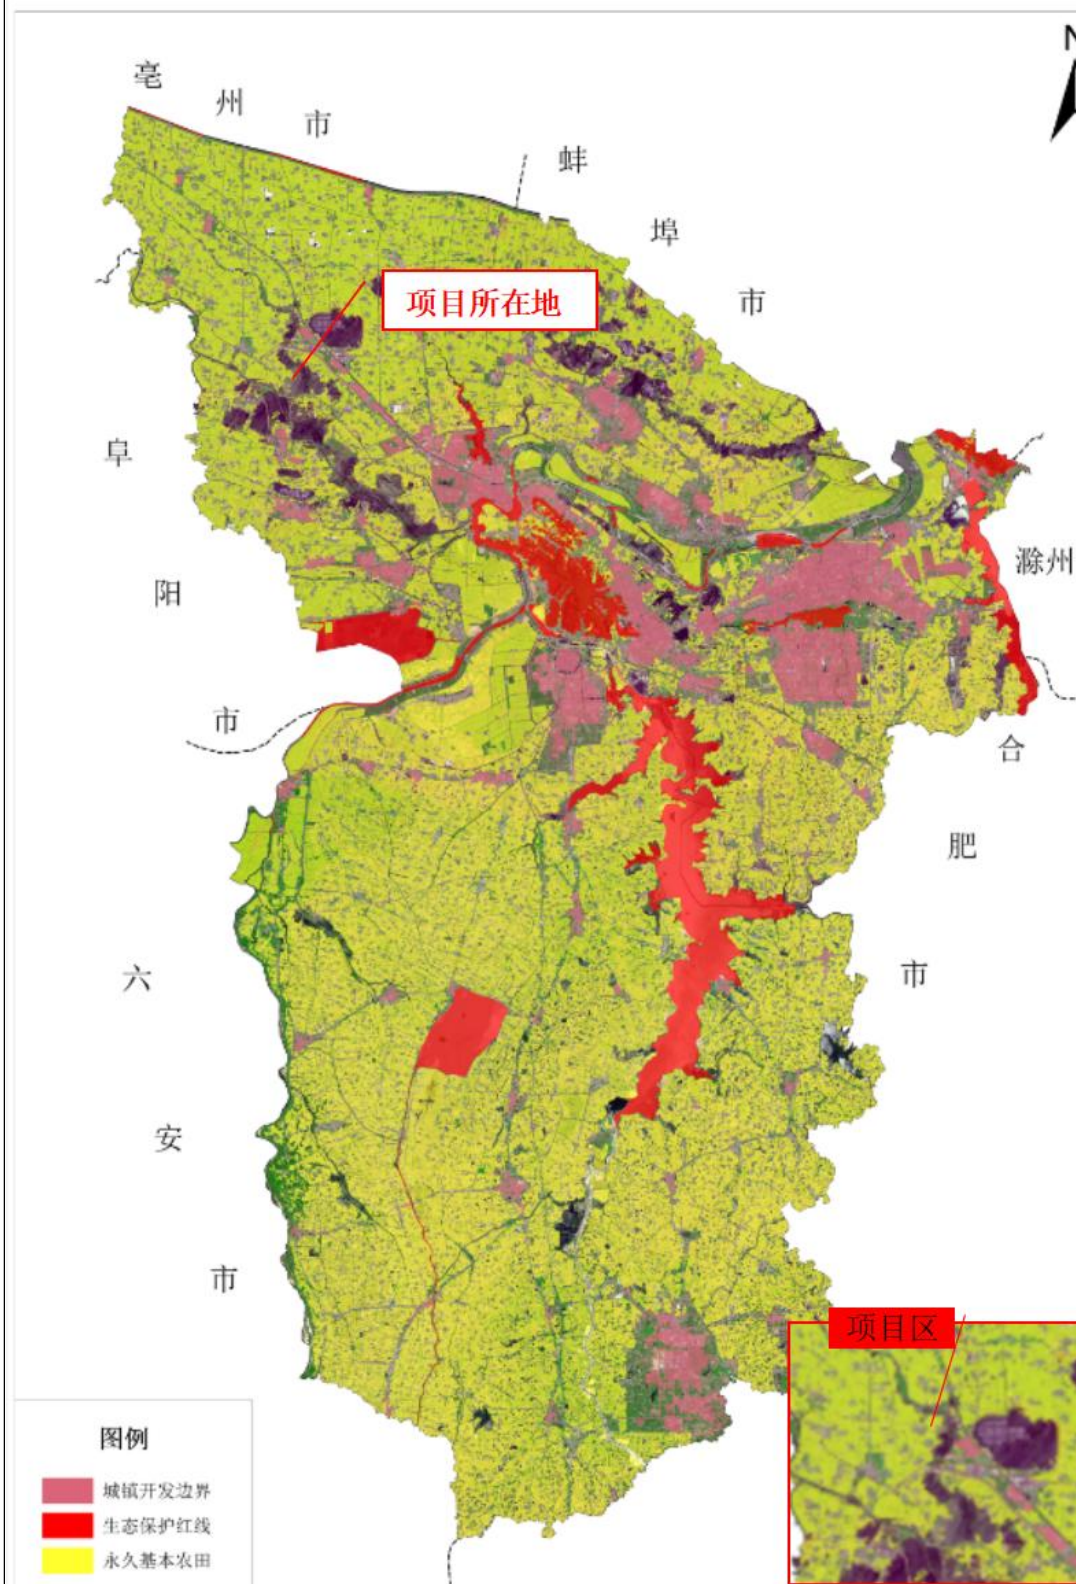 N
亳州市
蚌埠市
项目所在地
阜阳市
滁州
合肥市
六安市
项目区
图例
城镇开发边界
生态保护红线
永久基本农田